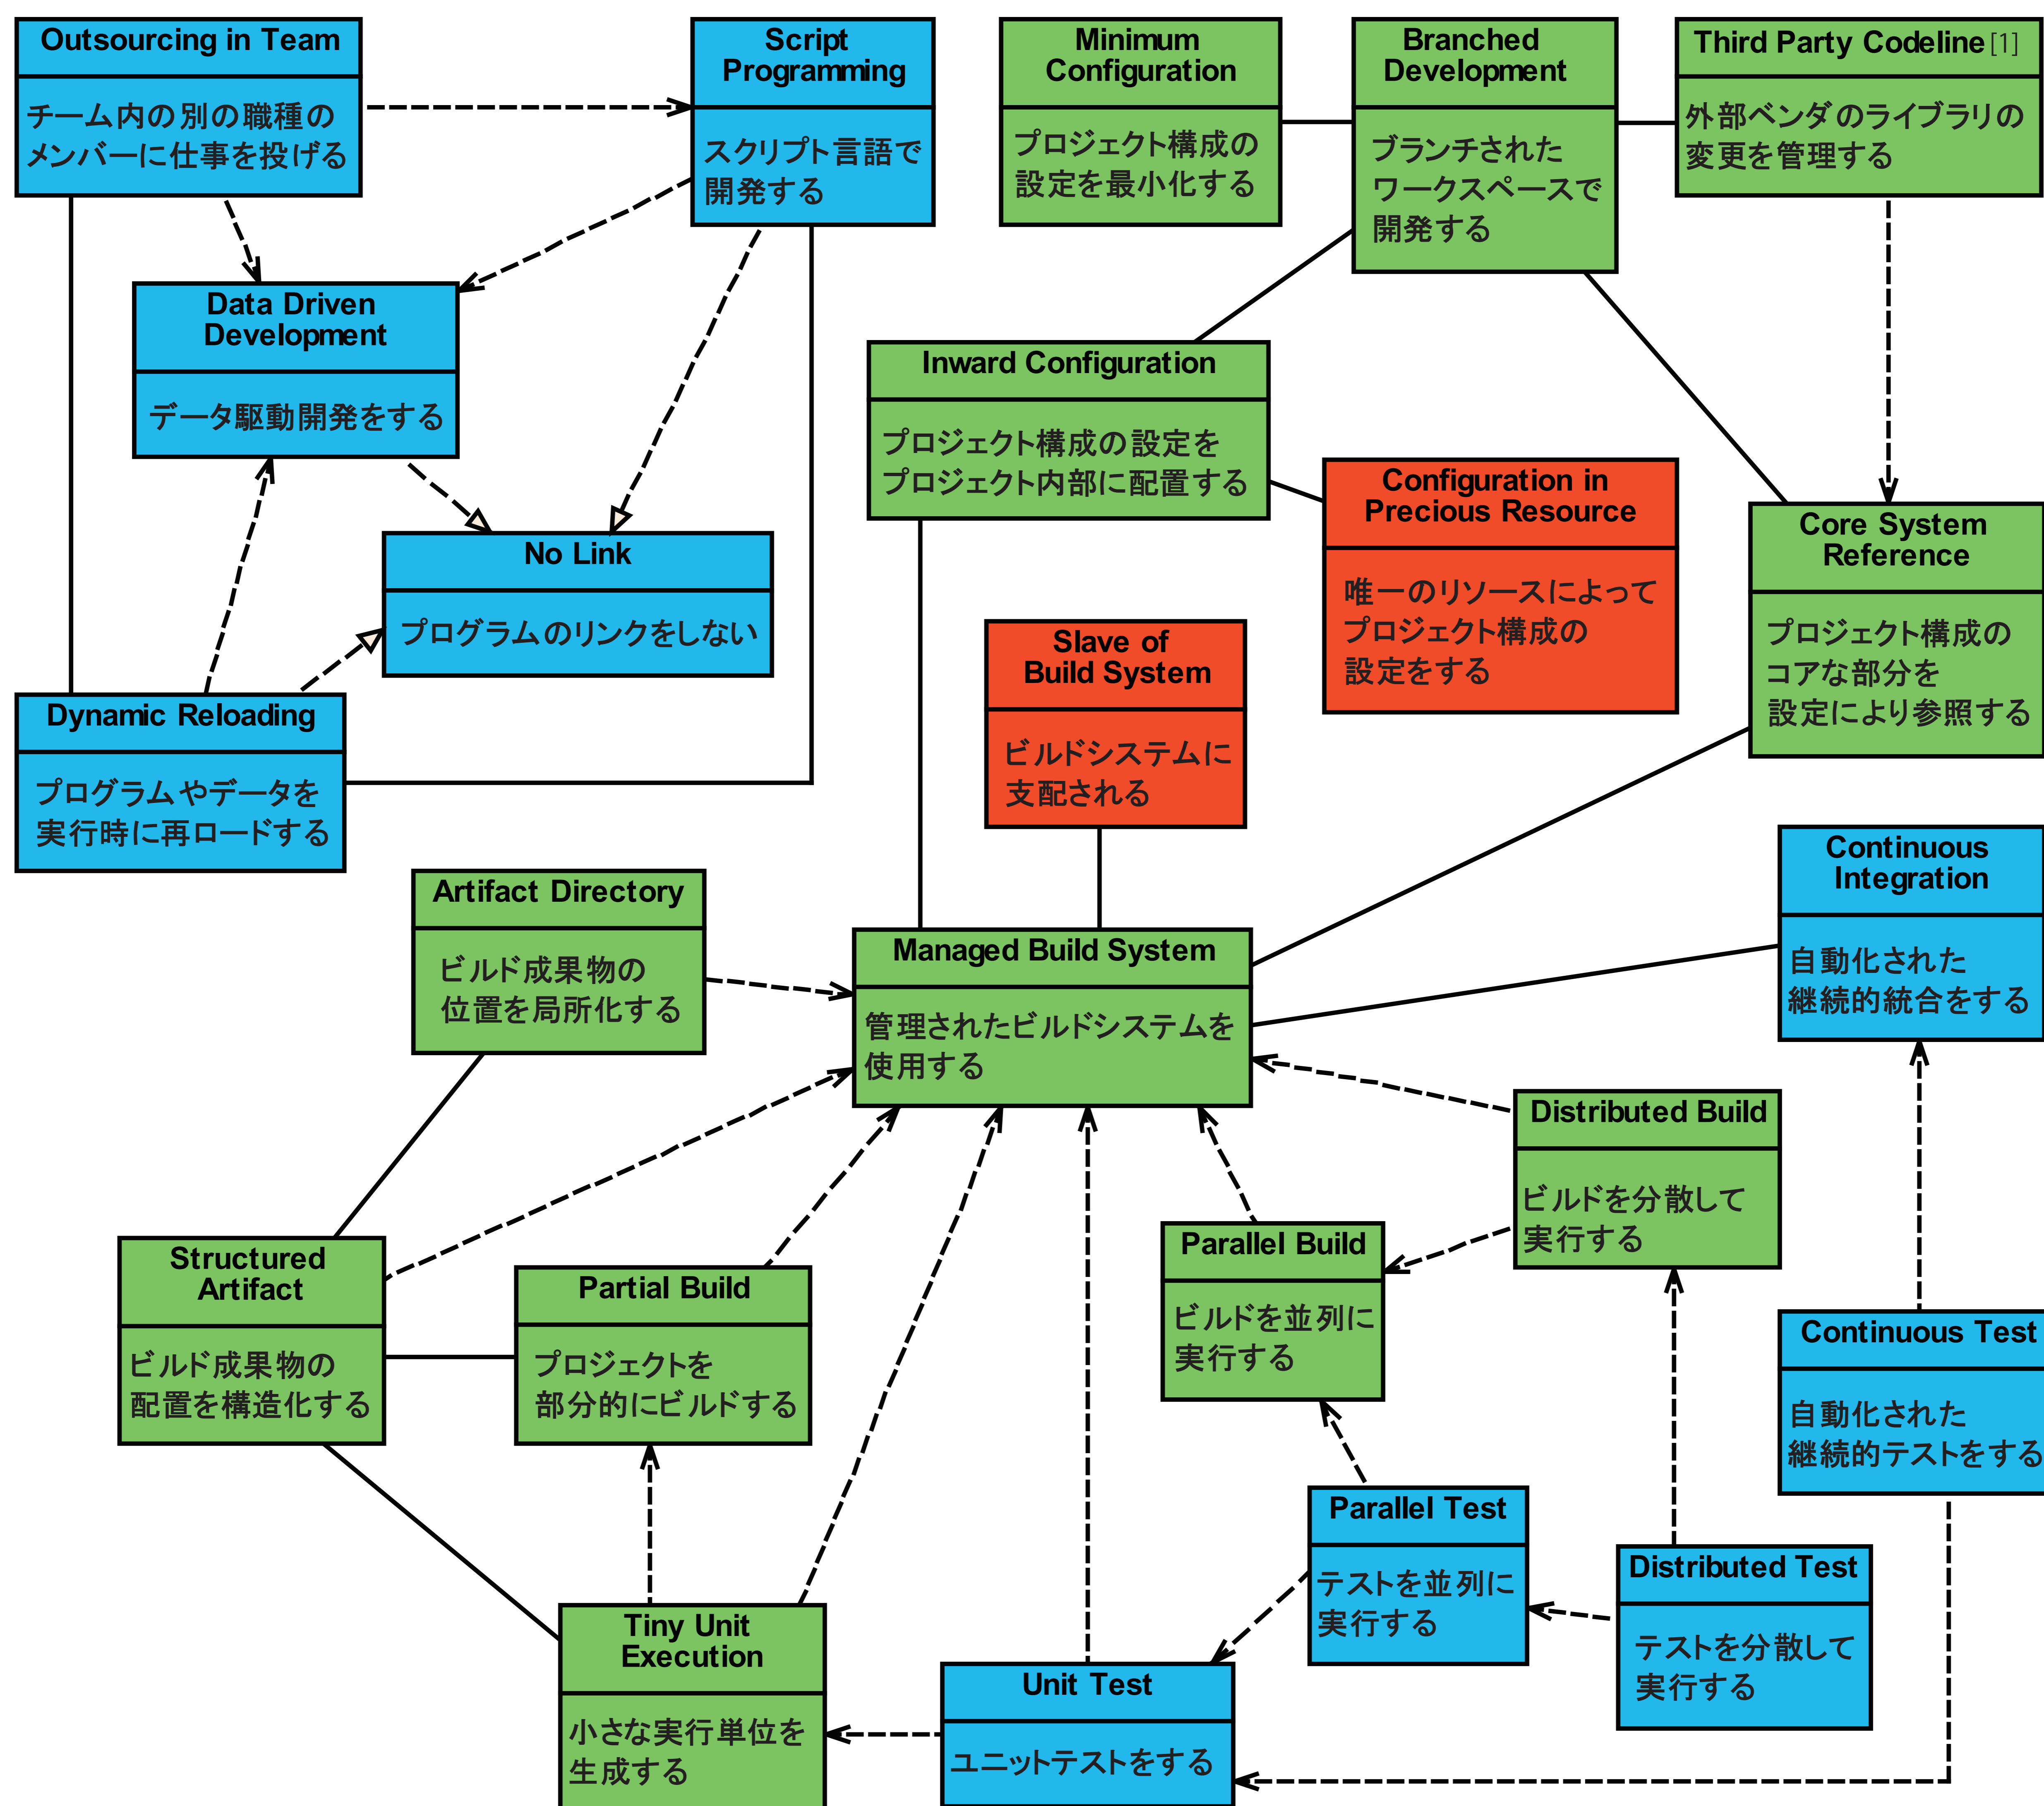 Outsourcing in Team
チーム内の別の職種の
メンバーに仕事を投げる
Script
Programming
スクリプト言語で
開発する
Minimum
Configuration
プロジェクト構成の
設定を最小化する
Branched
Development
ブランチされた
ワークスペースで
開発する
Third Party Codeline[1]
外部ベンダのライブラリの
変更を管理する
Data Driven
Development
データ駆動開発をする
Inward Configuration
プロジェクト構成の設定を
プロジェクト内部に配置する
Configuration in
Precious Resource
唯一のリソースによって
プロジェクト構成の
設定をする
Core System
Reference
プロジェクト構成の
コアな部分を
設定により参照する
No Link
プログラムのリンクをしない
Slave of
Build System
ビルドシステムに
支配される
Dynamic Reloading
プログラムやデータを
実行時に再ロードする
Continuous
Integration
自動化された
継続的統合をする
Artifact Directory
ビルド成果物の
位置を局所化する
Managed Build System
管理されたビルドシステムを
使用する
Distributed Build
ビルドを分散して
実行する
Structured
Artifact
ビルド成果物の
配置を構造化する
Partial Build
プロジェクトを
部分的にビルドする
Parallel Build
ビルドを並列に
実行する
Continuous Test
自動化された
継続的テストをする
Parallel Test
テストを並列に
実行する
Distributed Test
テストを分散して
実行する
Tiny Unit
Execution
小さな実行単位を
生成する
Unit Test
ユニットテストをする